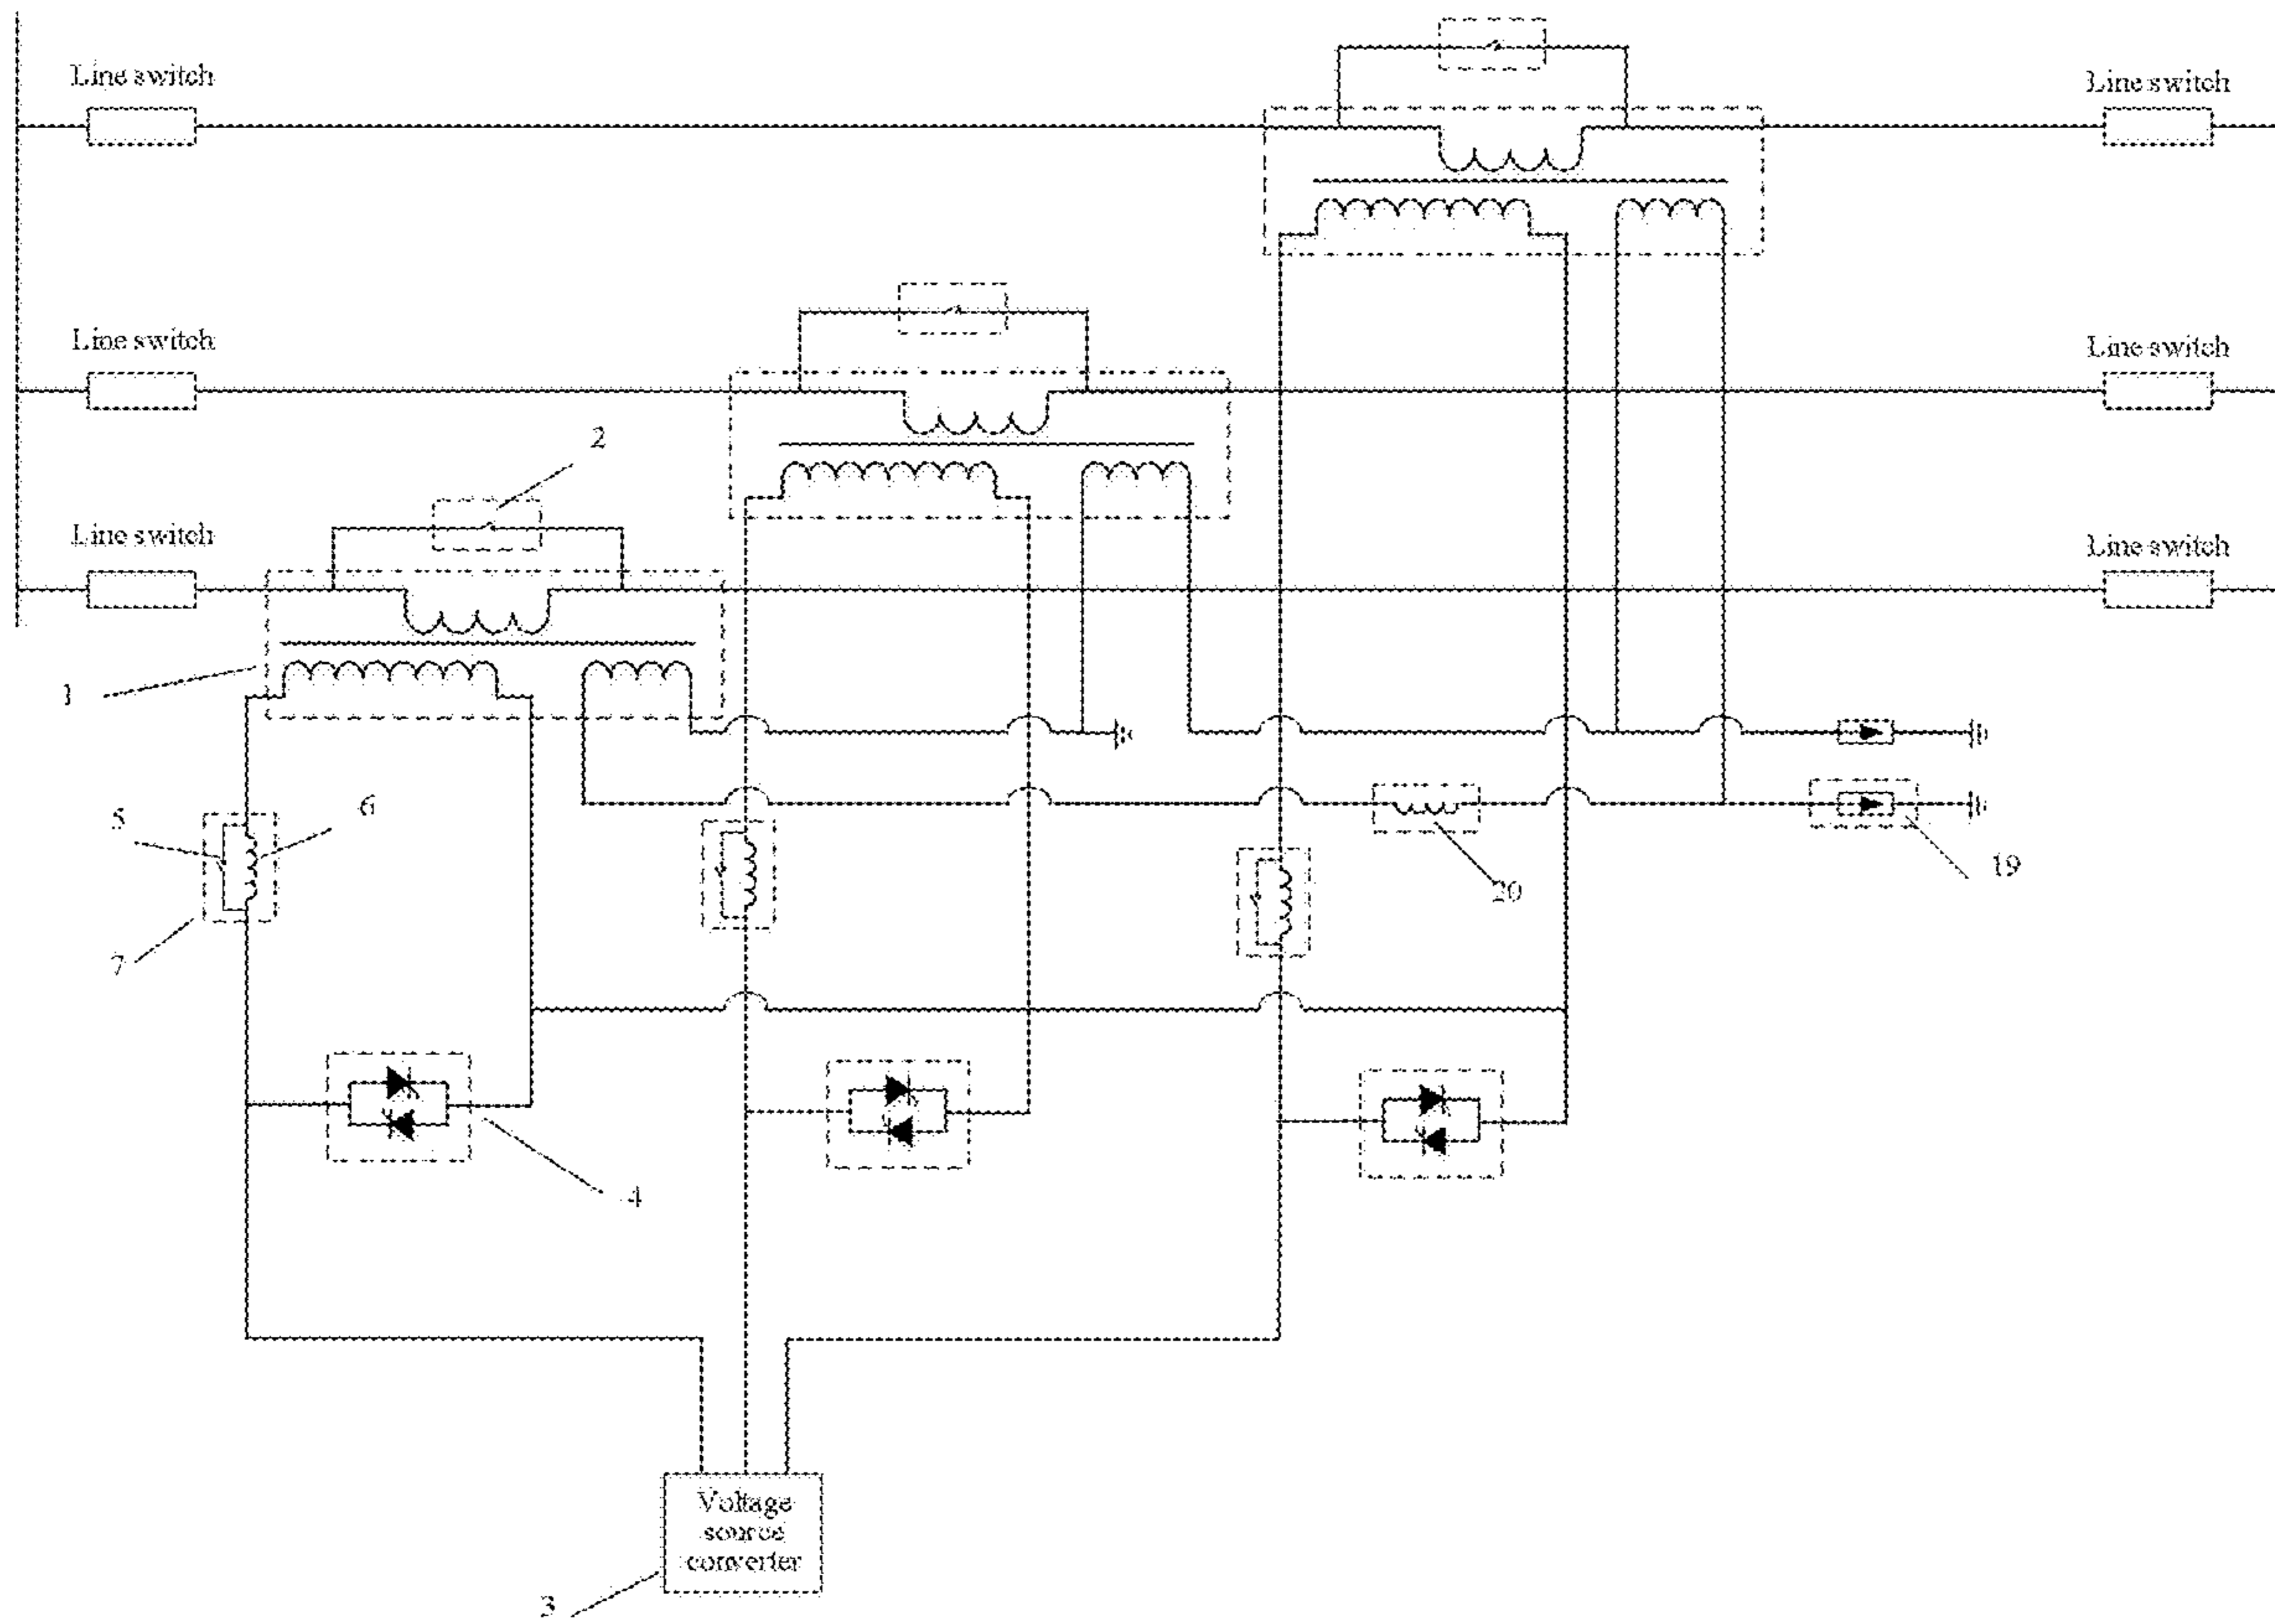 Line switch
Line switch
Line switch
Line switch
2
Line switch
Line switch
1
5
6
19
20
7
4
Voltage
source
converter
3